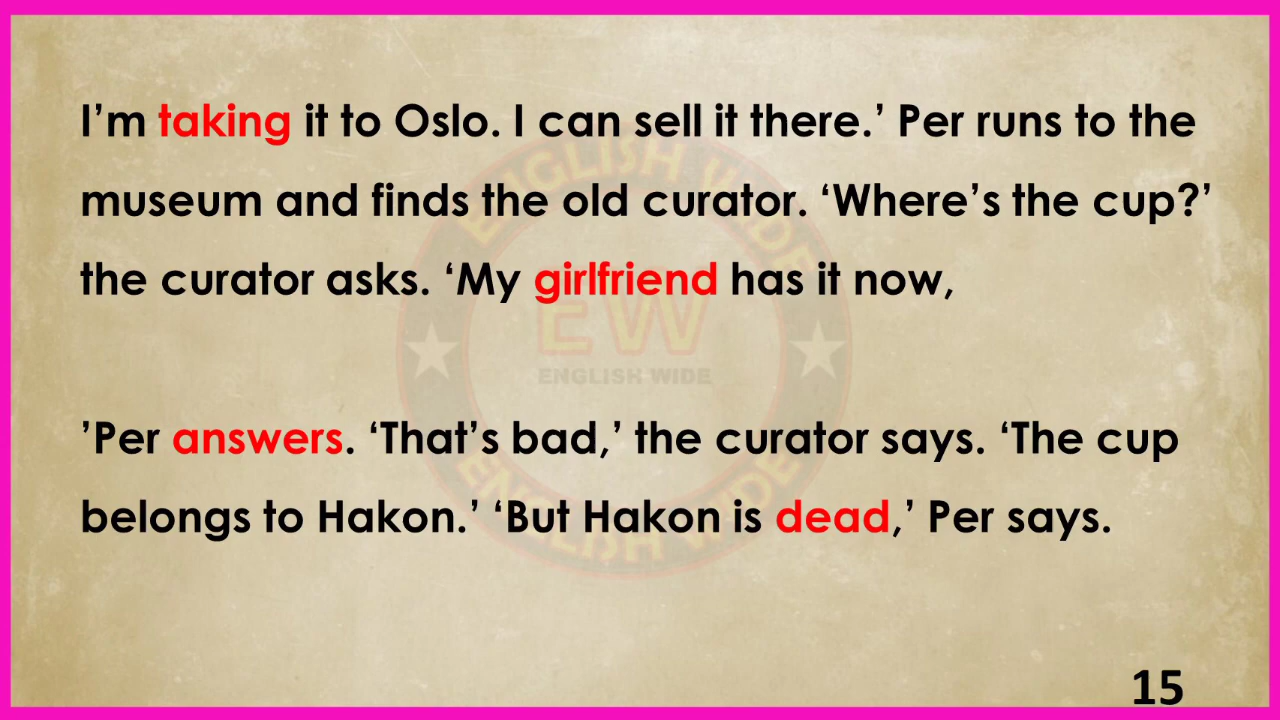 I’m taking it to Oslo. I can sell it there.’ Per runs to the
museum and finds the old curator. ‘Where’s the cup?’
the curator asks. ‘My girlfriend has it now,
’Per answers. ‘That’s bad,’ the curator says. ‘The cup
belongs to Hakon.’ ‘But Hakon is dead,’ Per says.
ENGLISH WIDE
EW
ENGLISH WIDE
ENGLISH WIDE
15